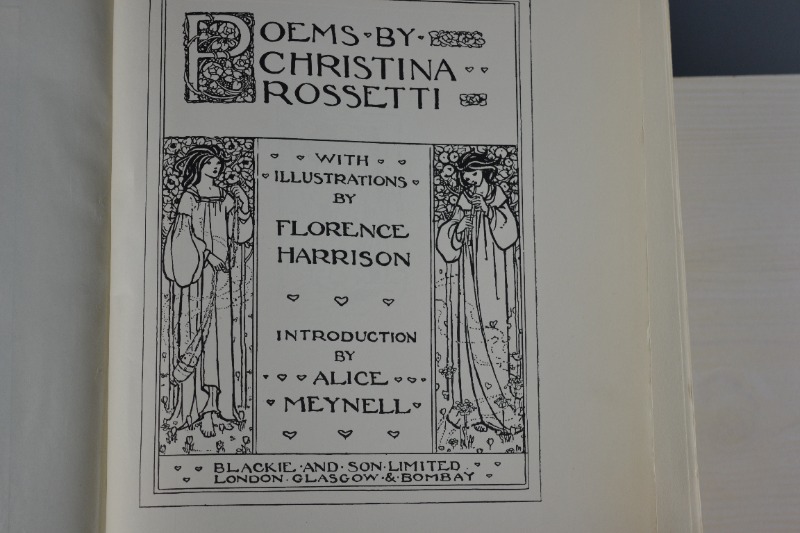 POEMS·BY·
CHRISTINA
ROSSETTI
WITH
ILLUSTRATIONS
BY
FLORENCE
HARRISON
INTRODUCTION
BY
ALICE
MEYNELL
BLACKIE·AND·SON·LIMITED
LONDON·GLASGOW·&·BOMBAY